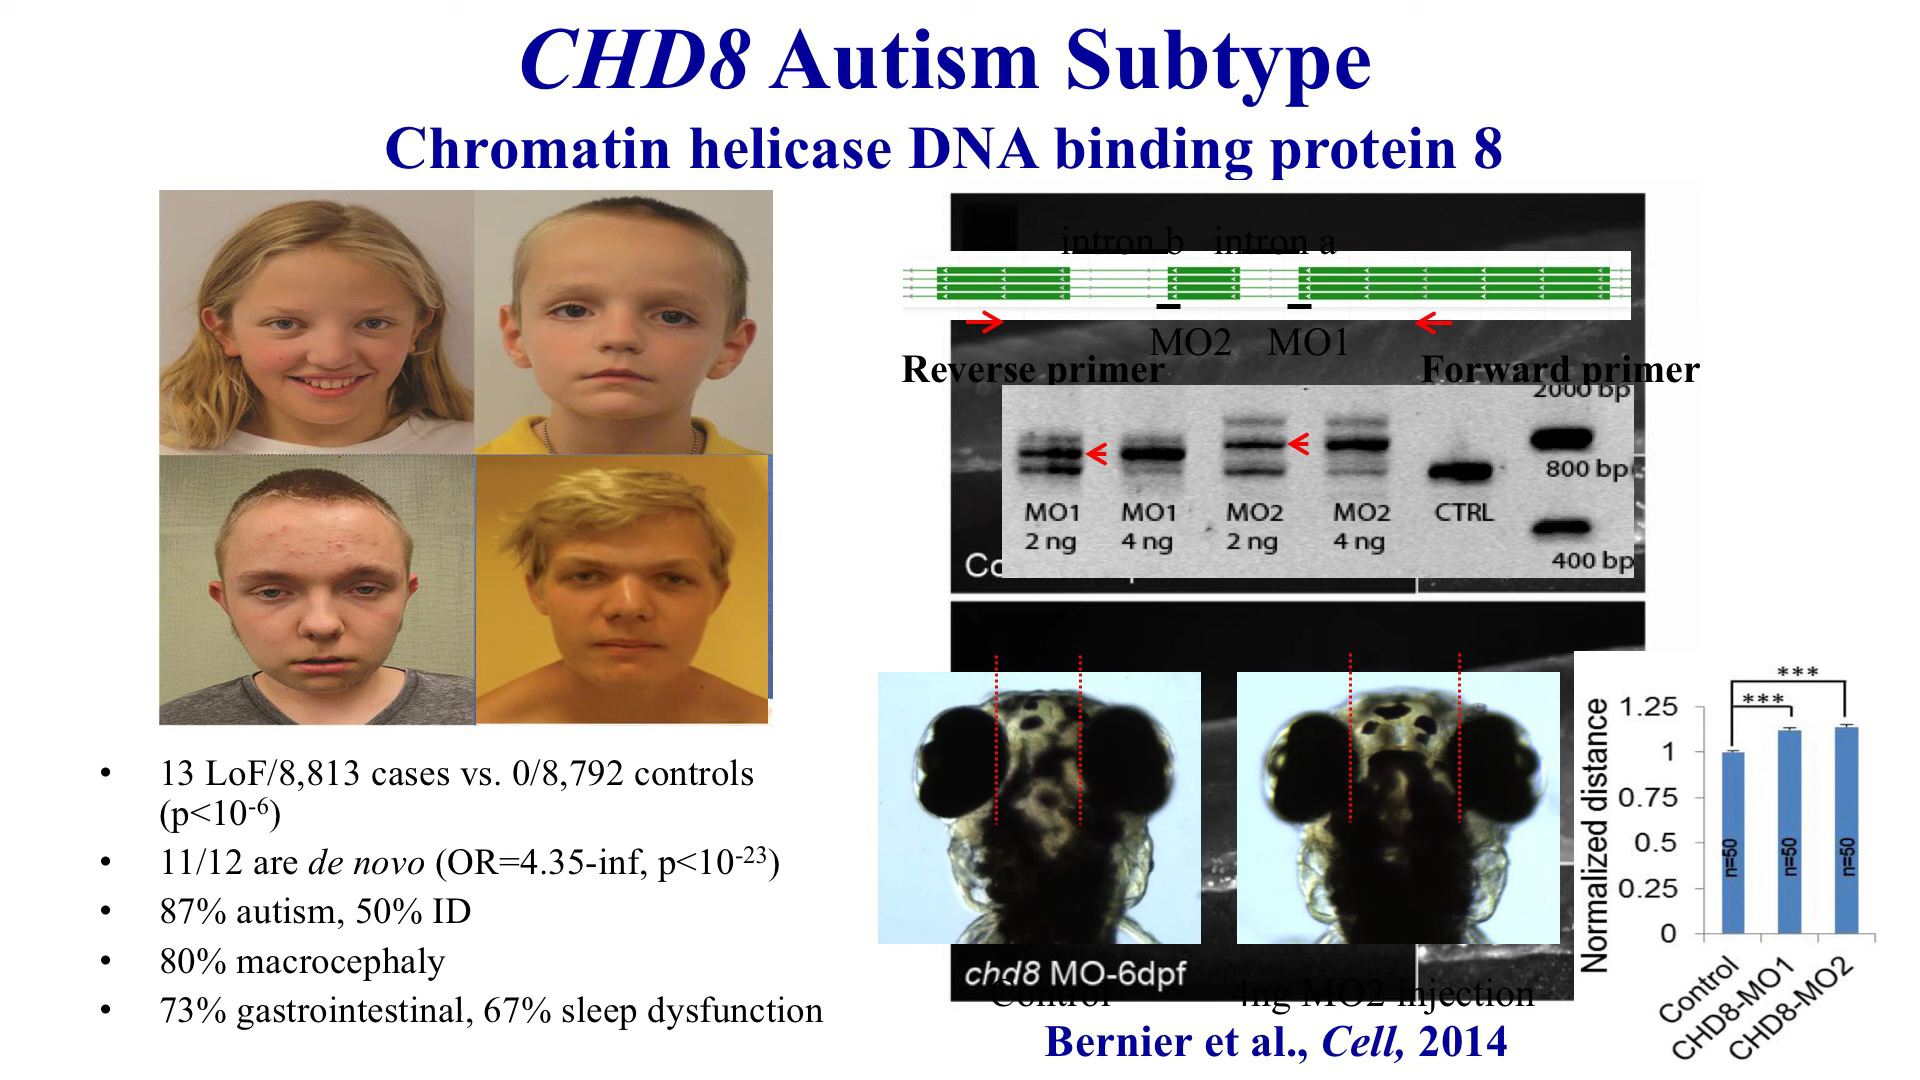 CHD8 Autism Subtype
Chromatin helicase DNA binding protein 8
intron b intron a
MO2 MO1
Reverse primer Forward primer
2000 bp
800 bp
400 bp
MO1 MO1 MO2 MO2 CTRL
2 ng 4 ng 2 ng 4 ng
Co
chd8 MO-6dpf
Control 4ng MO2 injection
*** 
***
Normalized distance
1.25
1
0.75
0.5
0.25
0
n=50 n=50 n=50
Control
CHD8-MO1
CHD8-MO2
• 13 LoF/8,813 cases vs. 0/8,792 controls
(p<10⁻⁶)
• 11/12 are de novo (OR=4.35-inf, p<10⁻²³)
• 87% autism, 50% ID
• 80% macrocephaly
• 73% gastrointestinal, 67% sleep dysfunction
Bernier et al., Cell, 2014